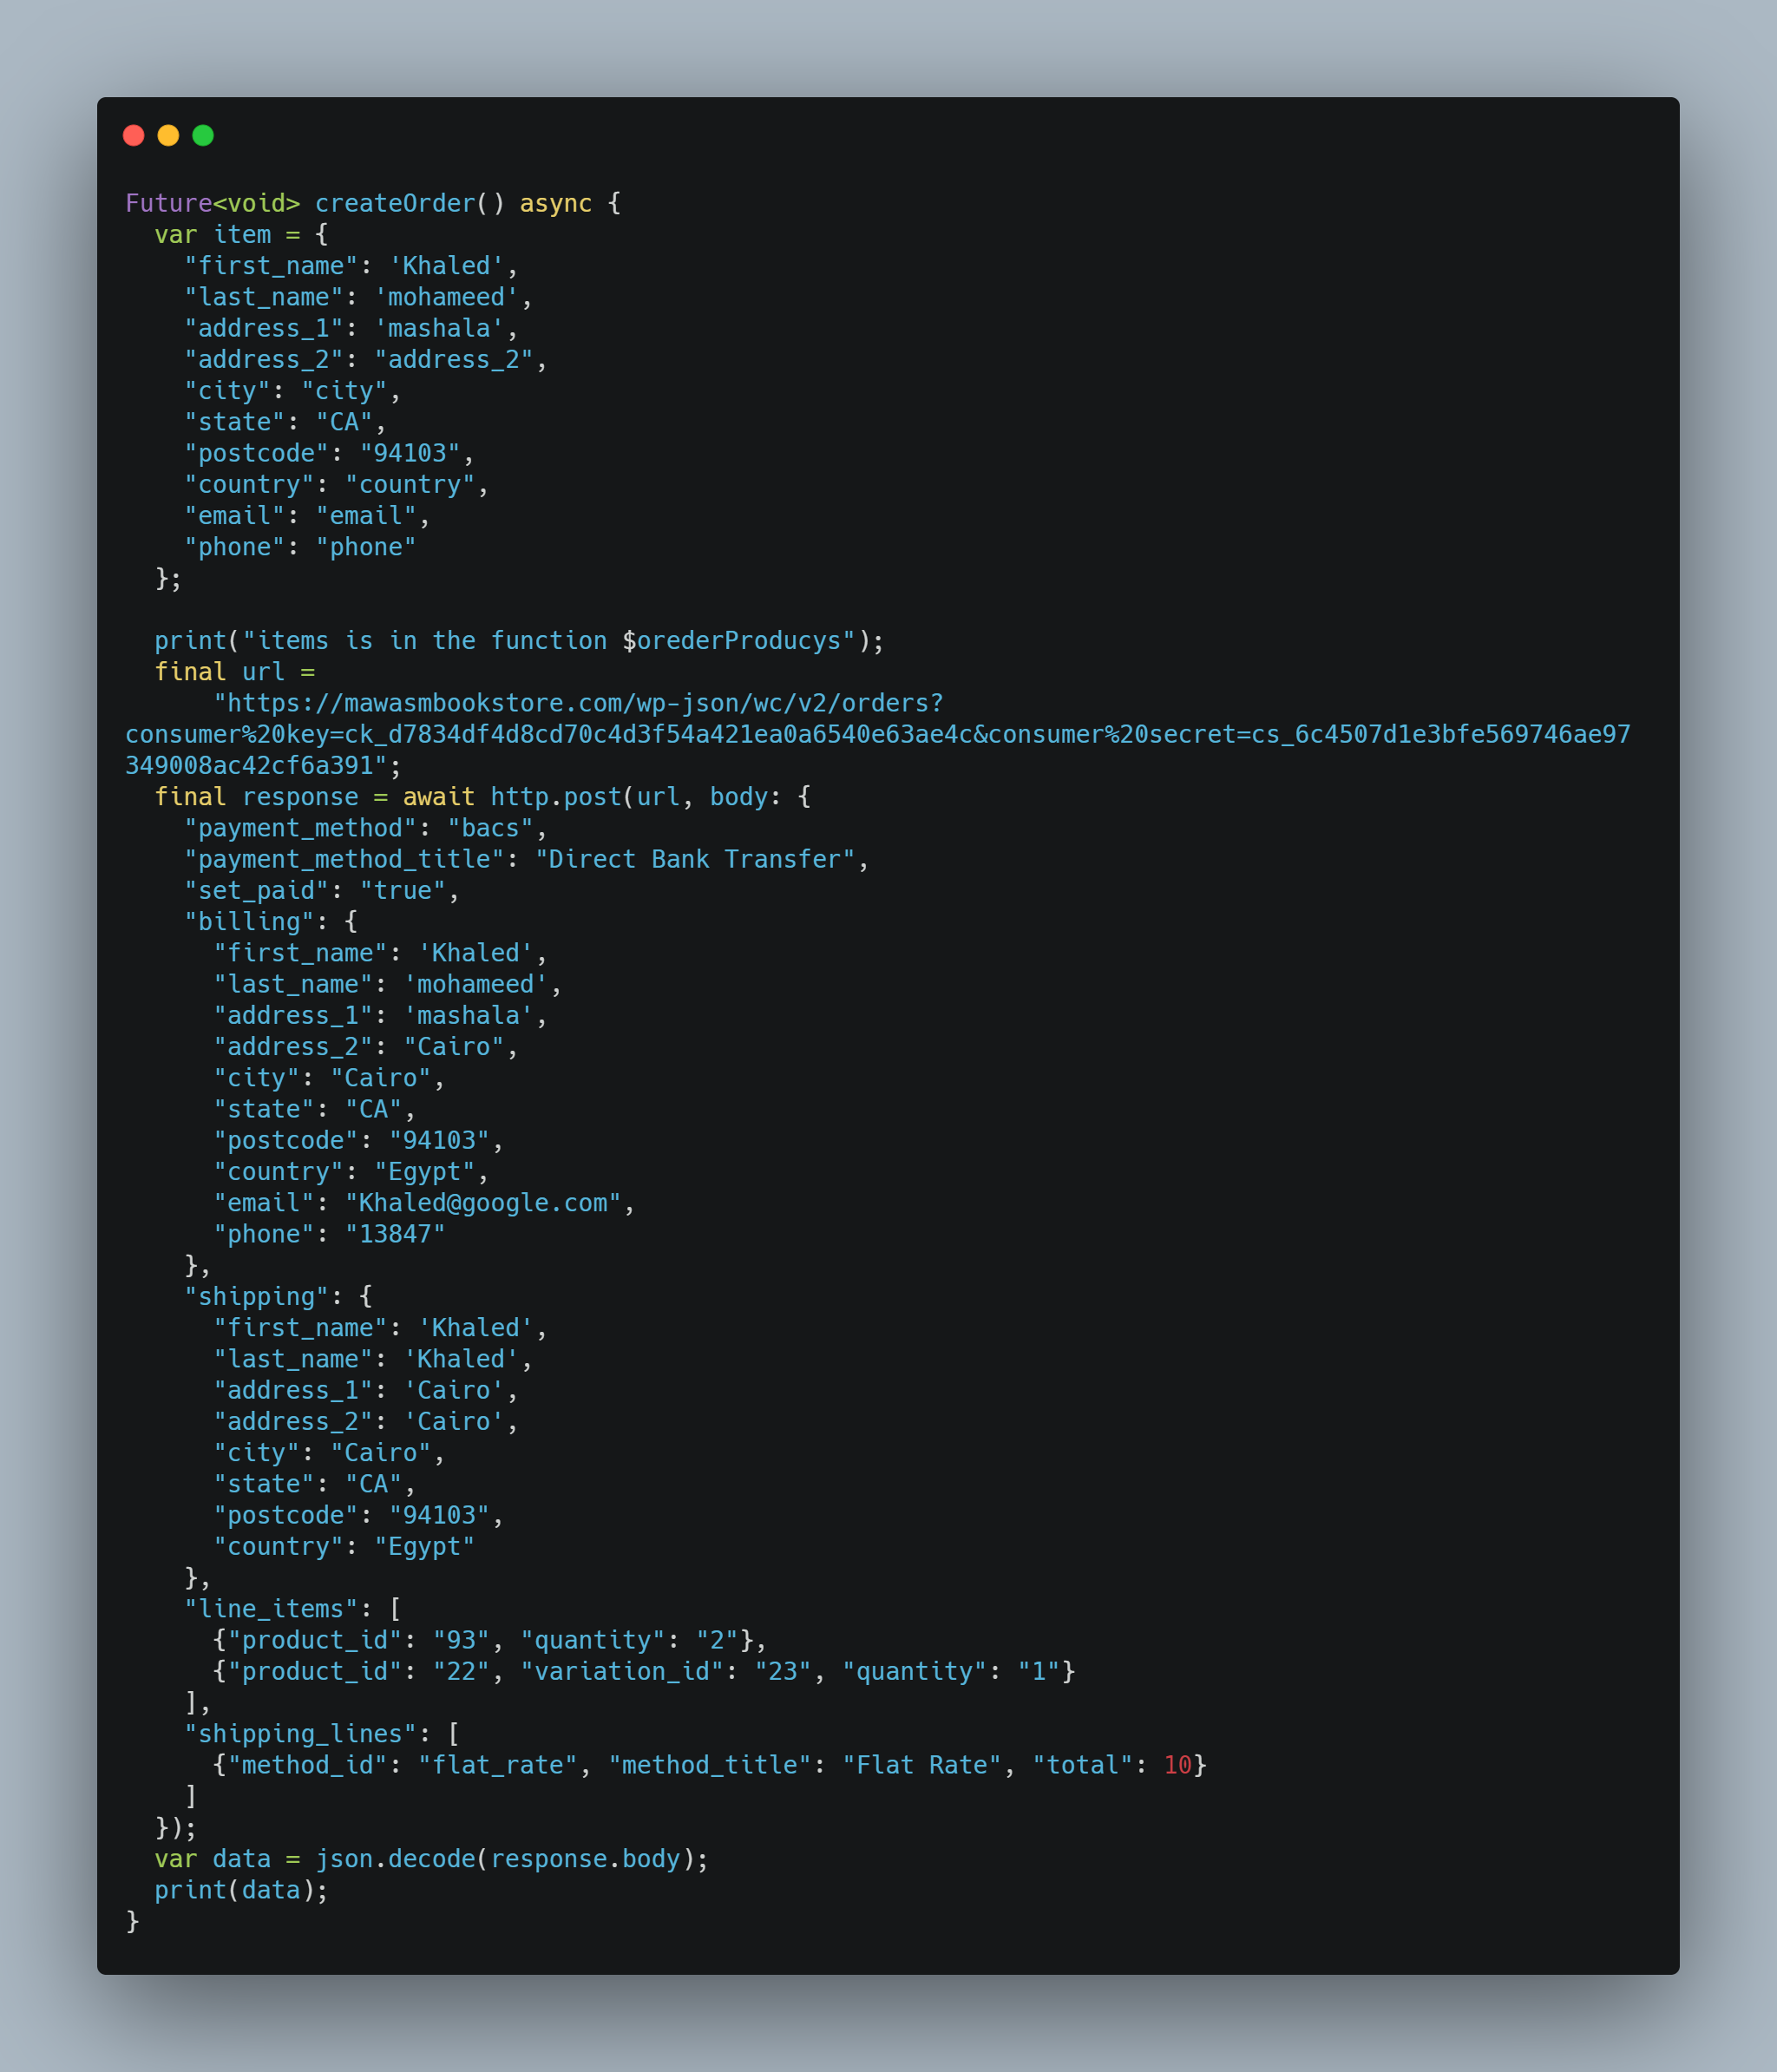 Future<void> createOrder() async {
  var item = {
    "first_name": 'Khaled',
    "last_name": 'mohameed',
    "address_1": 'mashala',
    "address_2": "address_2",
    "city": "city",
    "state": "CA",
    "postcode": "94103",
    "country": "country",
    "email": "email",
    "phone": "phone"
  };

  print("items is in the function $orederProducys");
  final url =
      "https://mawasmbookstore.com/wp-json/wc/v2/orders?
consumer%20key=ck_d7834df4d8cd70c4d3f54a421ea0a6540e63ae4c&consumer%20secret=cs_6c4507d1e3bfe569746ae97
349008ac42cf6a391";
  final response = await http.post(url, body: {
    "payment_method": "bacs",
    "payment_method_title": "Direct Bank Transfer",
    "set_paid": "true",
    "billing": {
      "first_name": 'Khaled',
      "last_name": 'mohameed',
      "address_1": 'mashala',
      "address_2": "Cairo",
      "city": "Cairo",
      "state": "CA",
      "postcode": "94103",
      "country": "Egypt",
      "email": "Khaled@google.com",
      "phone": "13847"
    },
    "shipping": {
      "first_name": 'Khaled',
      "last_name": 'Khaled',
      "address_1": 'Cairo',
      "address_2": 'Cairo',
      "city": "Cairo",
      "state": "CA",
      "postcode": "94103",
      "country": "Egypt"
    },
    "line_items": [
      {"product_id": "93", "quantity": "2"},
      {"product_id": "22", "variation_id": "23", "quantity": "1"}
    ],
    "shipping_lines": [
      {"method_id": "flat_rate", "method_title": "Flat Rate", "total": 10}
    ]
  });
  var data = json.decode(response.body);
  print(data);
}